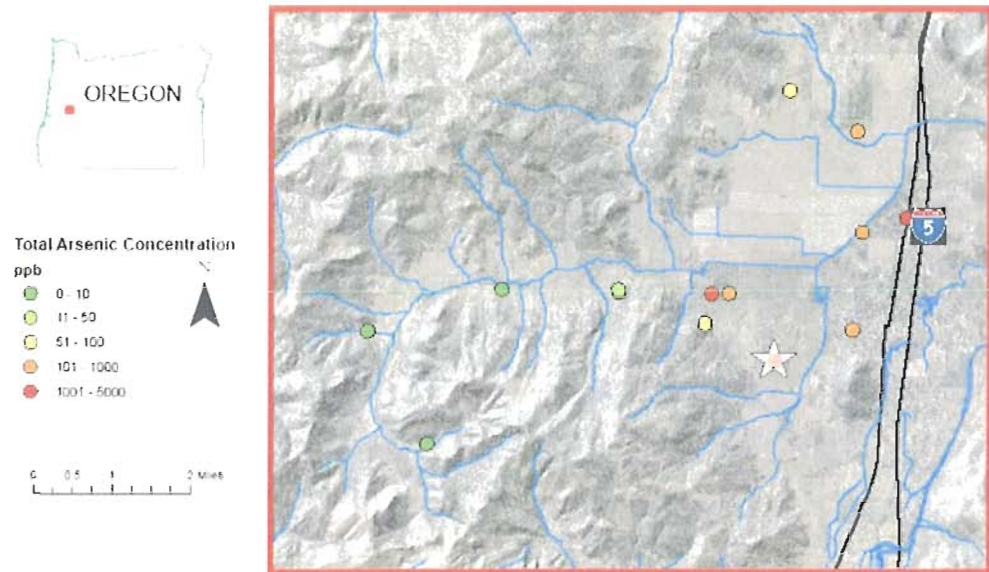 OREGON
Total Arsenic Concentration
ppb
N
0 - 10
11 - 50
51 - 100
101 - 1000
1001 - 5000
0 0.5 1 2 Miles
5